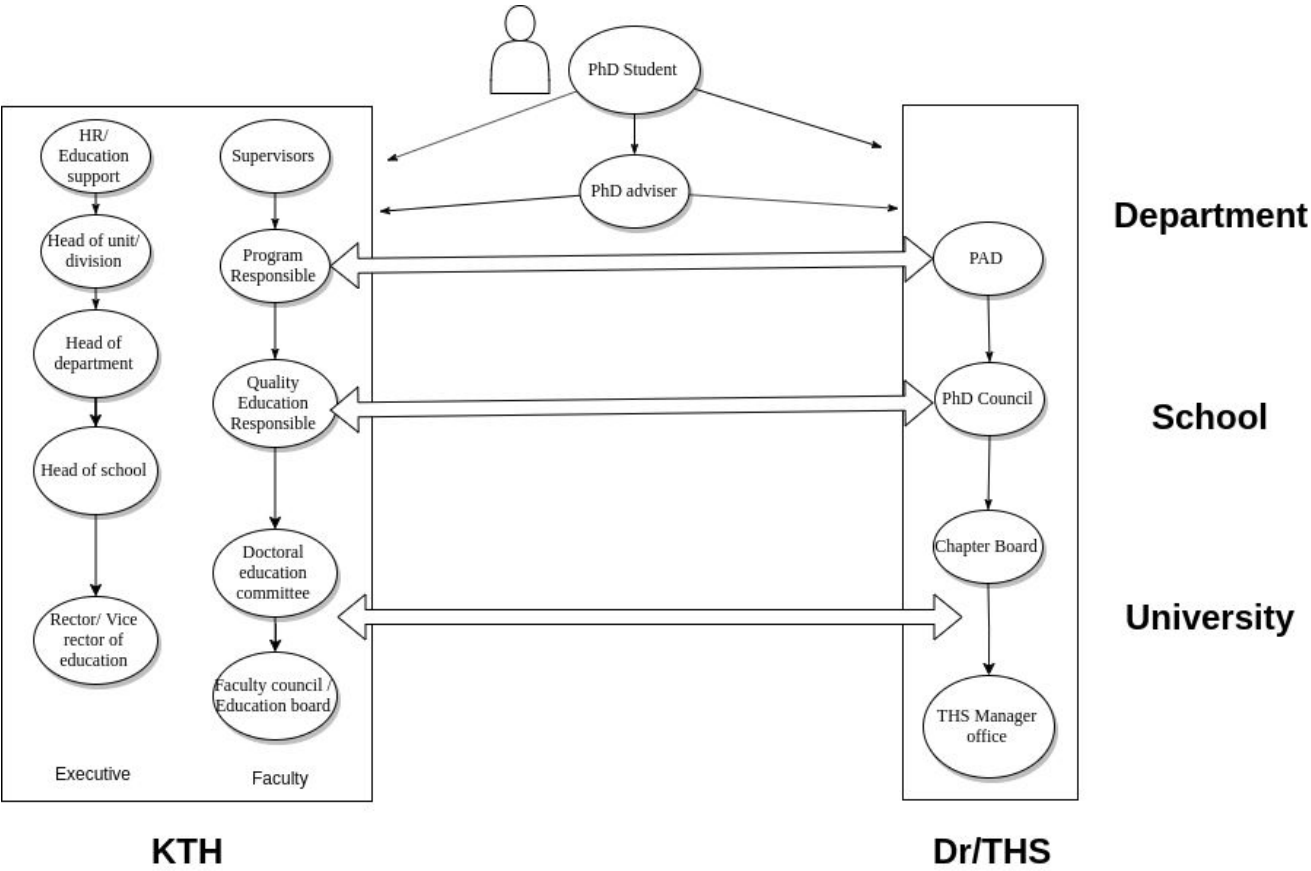 PhD Student
PhD adviser
HR/
Education
support
Head of unit/
division
Head of
department
Head of school
Rector/ Vice
rector of
education
Executive
Supervisors
Program
Responsible
Quality
Education
Responsible
Doctoral
education
committee
Faculty council /
Education board
Faculty
KTH
PAD
PhD Council
Chapter Board
THS Manager
office
Dr/THS
Department
School
University